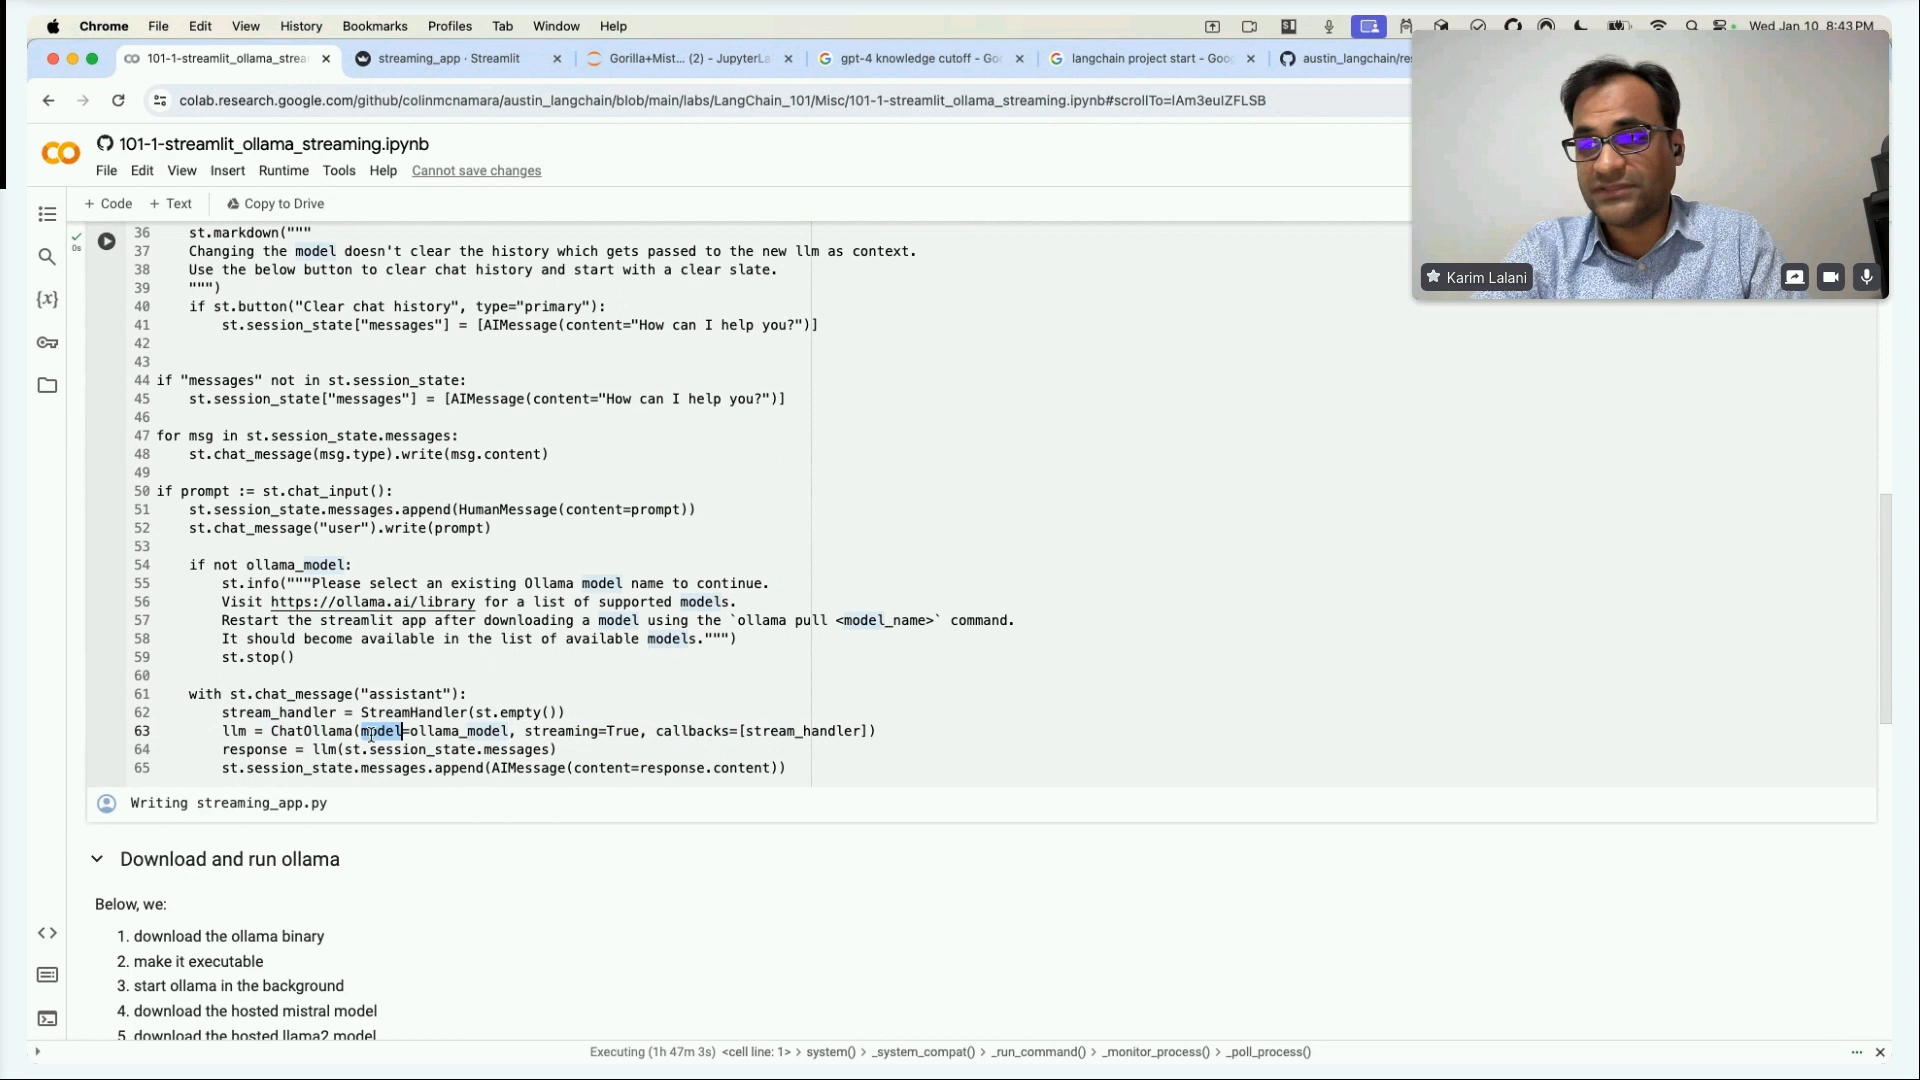 Chrome File Edit View History Bookmarks Profiles Tab Window Help
Wed Jan 10 8:43 PM
101-1-streamlit_ollama_strea
streaming_app · Streamlit
Gorilla+Mist... (2) - JupyterLa
gpt-4 knowledge cutoff - Goo
langchain project start - Goog
austin_langchain/res
colab.research.google.com/github/colinmcnamara/austin_langchain/blob/main/labs/LangChain_101/Misc/101-1-streamlit_ollama_streaming.ipynb#scrollTo=IAm3euIZFLSB
101-1-streamlit_ollama_streaming.ipynb
File Edit View Insert Runtime Tools Help Cannot save changes
+ Code + Text Copy to Drive
Karim Lalani
0s
36 st.markdown("""
37 Changing the model doesn't clear the history which gets passed to the new llm as context.
38 Use the below button to clear chat history and start with a clear slate.
39 """)
40 if st.button("Clear chat history", type="primary"):
41 st.session_state["messages"] = [AIMessage(content="How can I help you?")]
42
43
44 if "messages" not in st.session_state:
45 st.session_state["messages"] = [AIMessage(content="How can I help you?")]
46
47 for msg in st.session_state.messages:
48 st.chat_message(msg.type).write(msg.content)
49
50 if prompt := st.chat_input():
51 st.session_state.messages.append(HumanMessage(content=prompt))
52 st.chat_message("user").write(prompt)
53
54 if not ollama_model:
55 st.info("""Please select an existing Ollama model name to continue.
56 Visit https://ollama.ai/library for a list of supported models.
57 Restart the streamlit app after downloading a model using the `ollama pull <model_name>` command.
58 It should become available in the list of available models.""")
59 st.stop()
60
61 with st.chat_message("assistant"):
62 stream_handler = StreamHandler(st.empty())
63 llm = ChatOllama(model=ollama_model, streaming=True, callbacks=[stream_handler])
64 response = llm(st.session_state.messages)
65 st.session_state.messages.append(AIMessage(content=response.content))
Writing streaming_app.py
Download and run ollama
Below, we:
1. download the ollama binary
2. make it executable
3. start ollama in the background
4. download the hosted mistral model
5. download the hosted llama2 model
Executing (1h 47m 3s) <cell line: 1> > system() > _system_compat() > _run_command() > _monitor_process() > _poll_process()